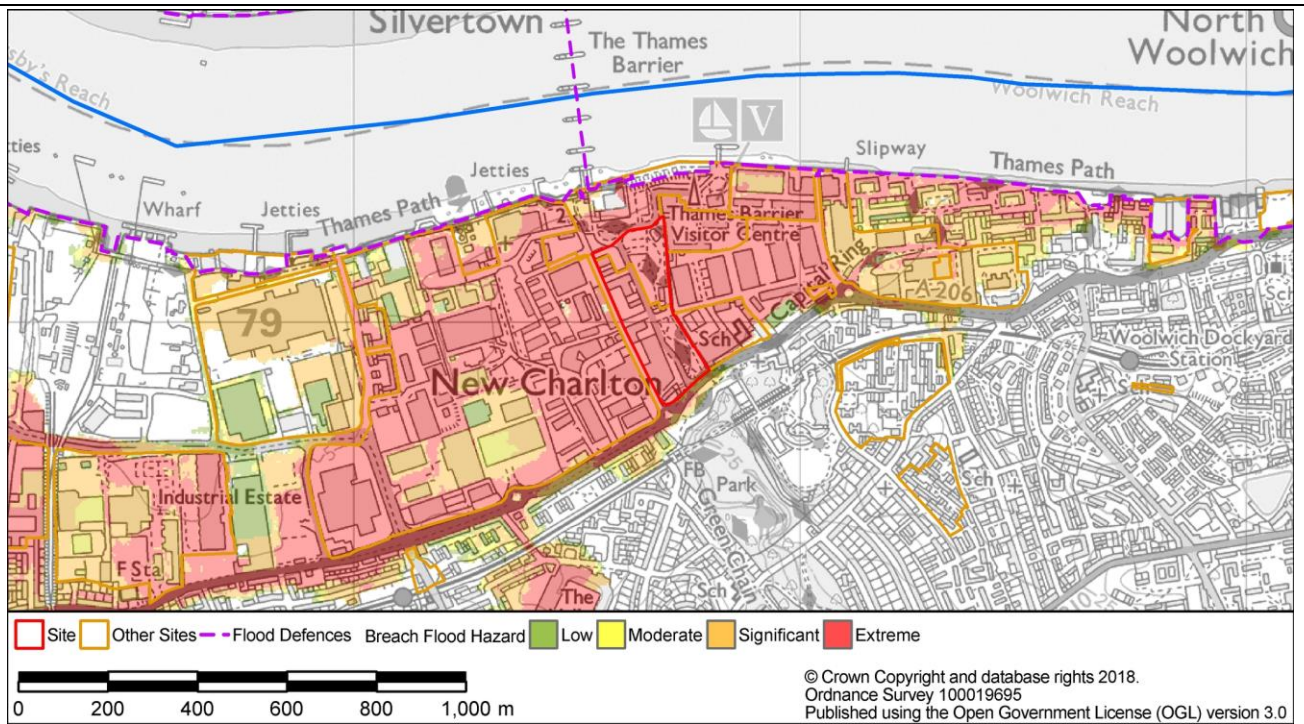 Silvertown
The Thames
Barrier
North
Woolwich
sby's Reach
Woolwich Reach
V
Jetties
Slipway
Thames Path
Wharf
Jetties
Thames Path
2
Thames Barrier
Visitor Centre
Capital Ring
A 206
79
Sch
Woolwich Dockyard
Station
New Charlton
FB
25
Park
Sch
Industrial Estate
Green Chain
F Sta
Sch
The
Site
Other Sites
Flood Defences
Breach Flood Hazard
Low
Moderate
Significant
Extreme
0 200 400 600 800 1,000 m
© Crown Copyright and database rights 2018.
Ordnance Survey 100019695
Published using the Open Government License (OGL) version 3.0